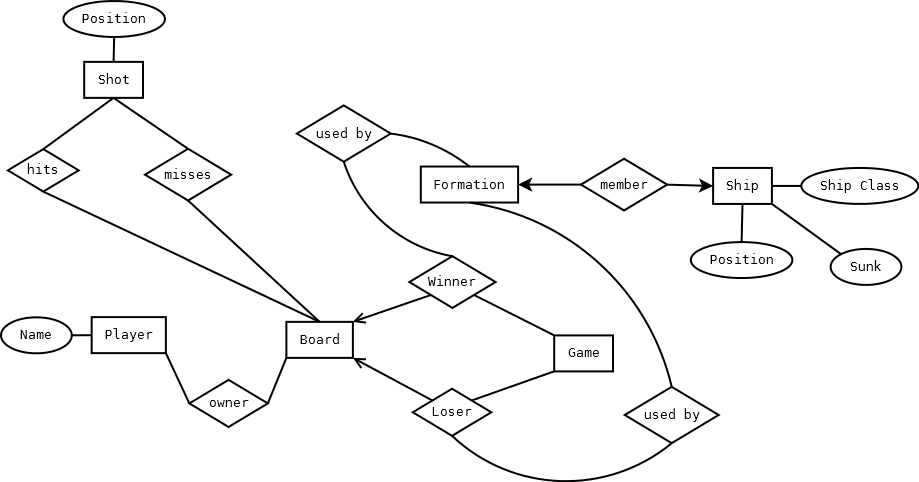 Position
Shot
used by
hits
misses
Formation
member
Ship
Ship Class
Position
Sunk
Winner
Name
Player
Board
Game
owner
Loser
used by